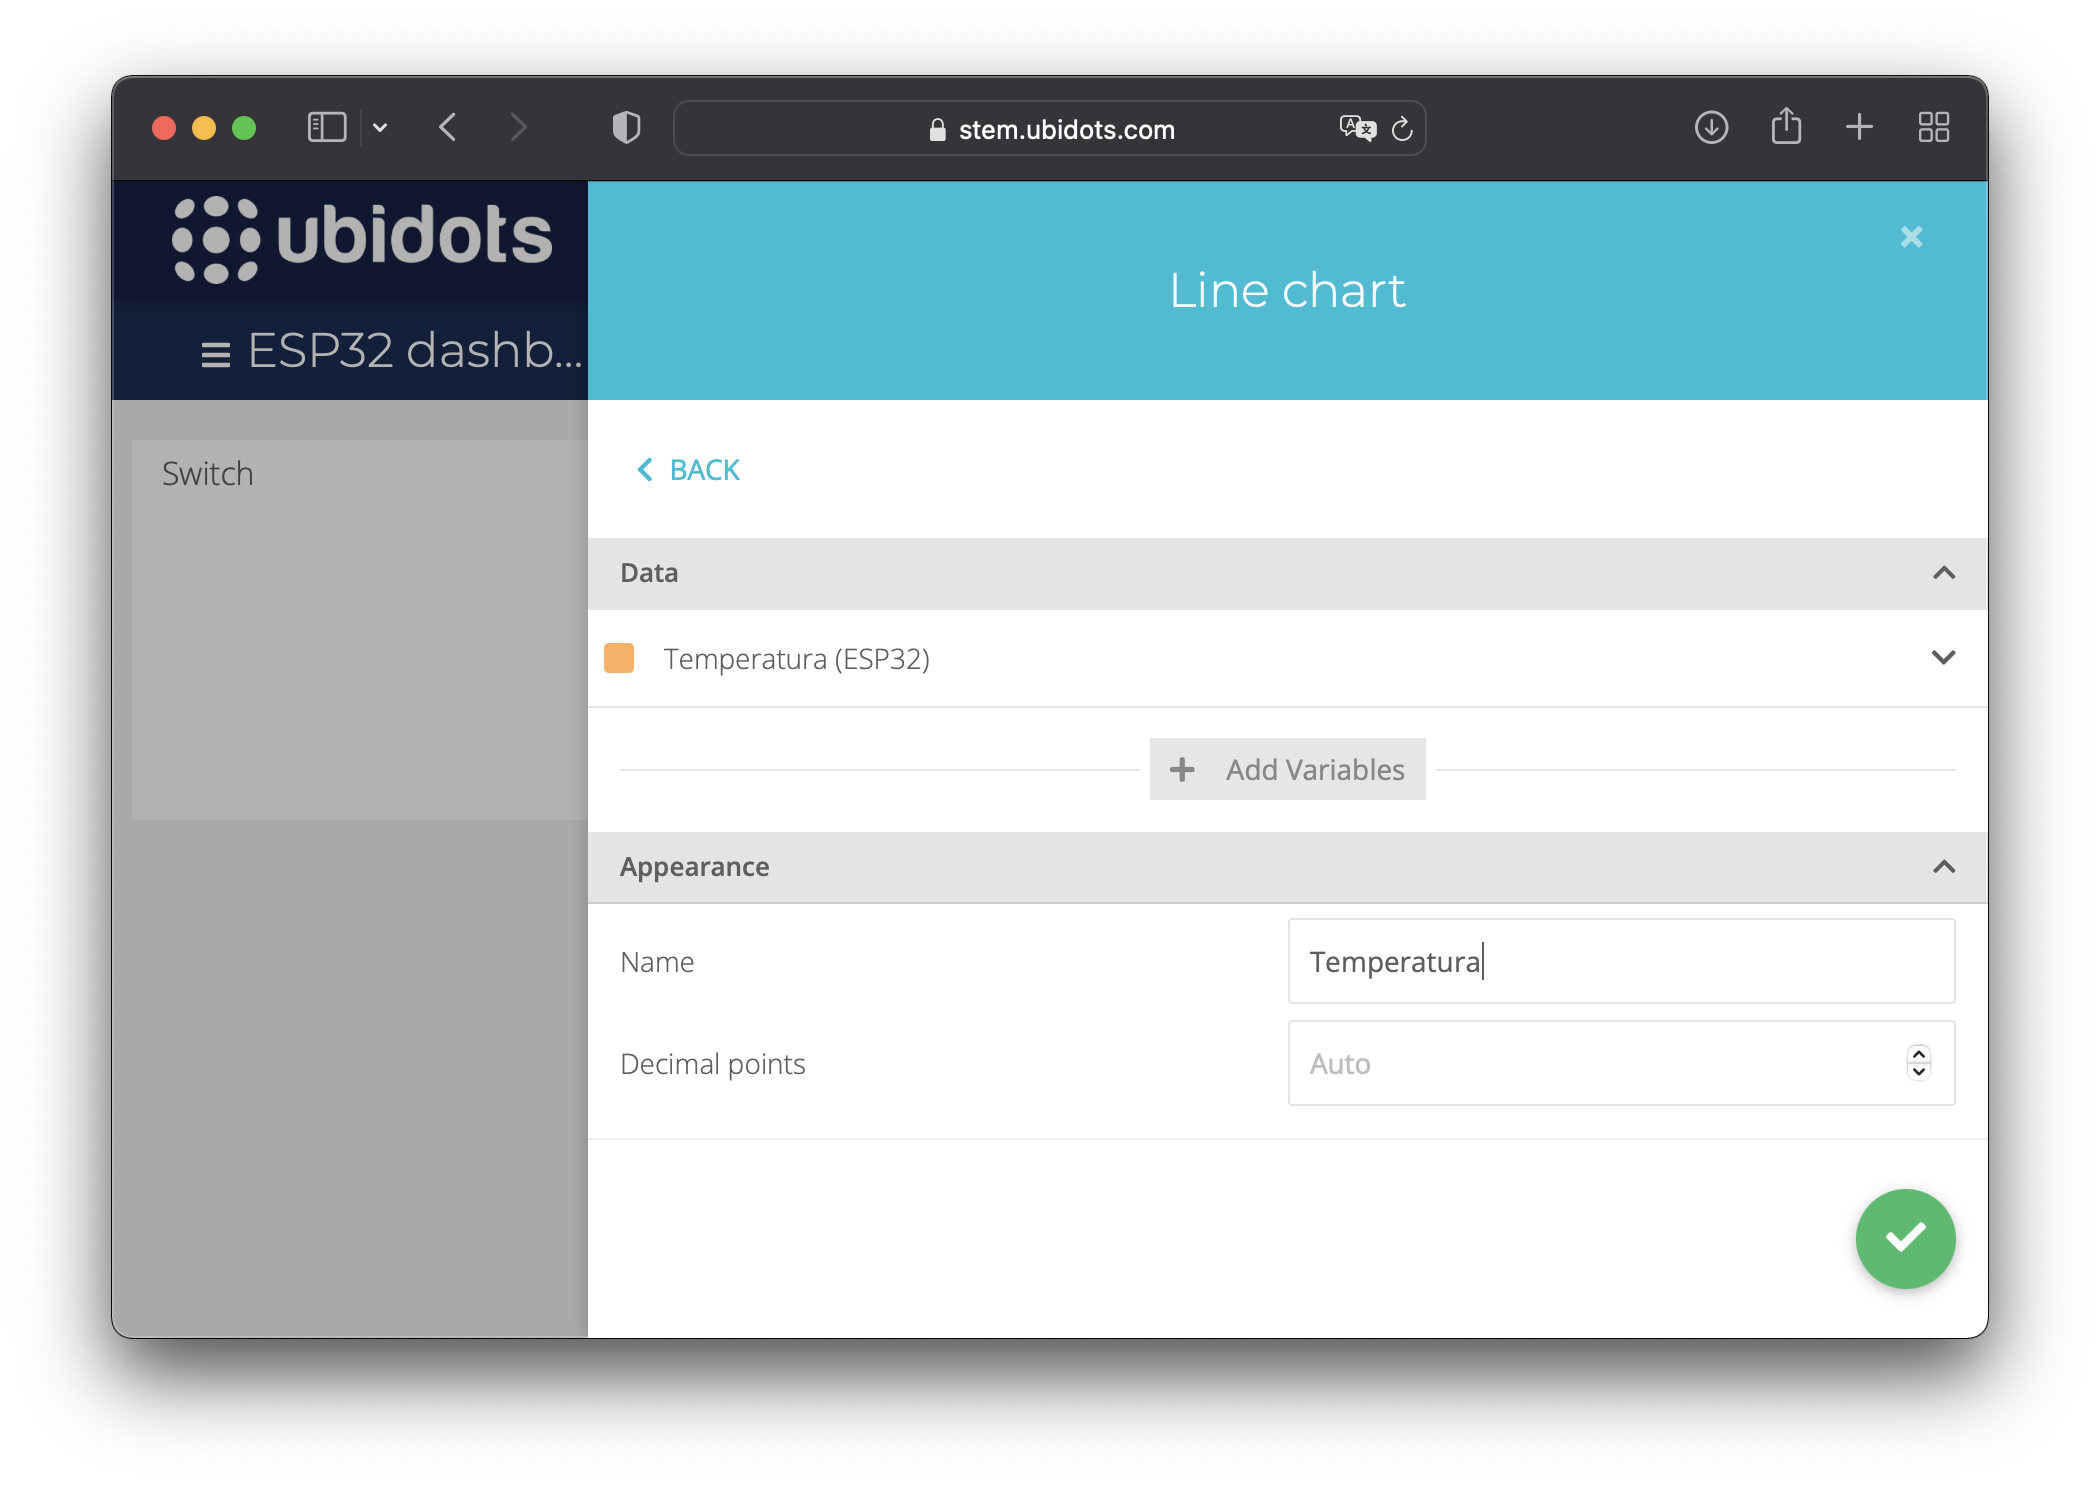 stem.ubidots.com
ubidots
Line chart
ESP32 dashb...
Switch
BACK
Data
Temperatura (ESP32)
Add Variables
Appearance
Name
Temperatura
Decimal points
Auto